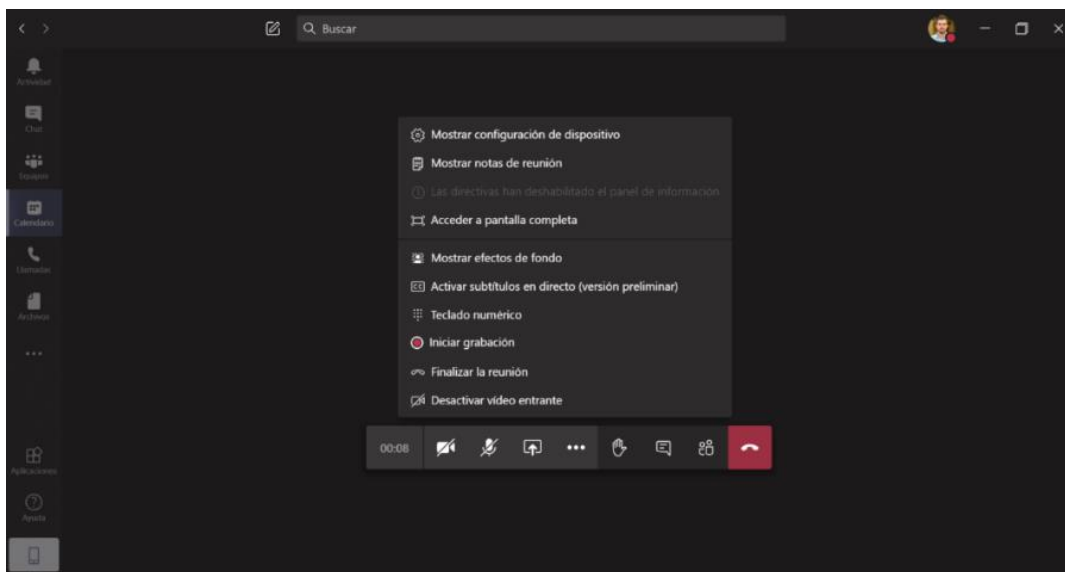 Buscar
Actividad
Chat
Equipos
Calendario
Llamadas
Archivos
Aplicaciones
Ayuda
Mostrar configuración de dispositivo
Mostrar notas de reunión
Las directivas han deshabilitado el panel de información
Acceder a pantalla completa
Mostrar efectos de fondo
CC Activar subtítulos en directo (versión preliminar)
Teclado numérico
Iniciar grabación
Finalizar la reunión
Desactivar vídeo entrante
00:08